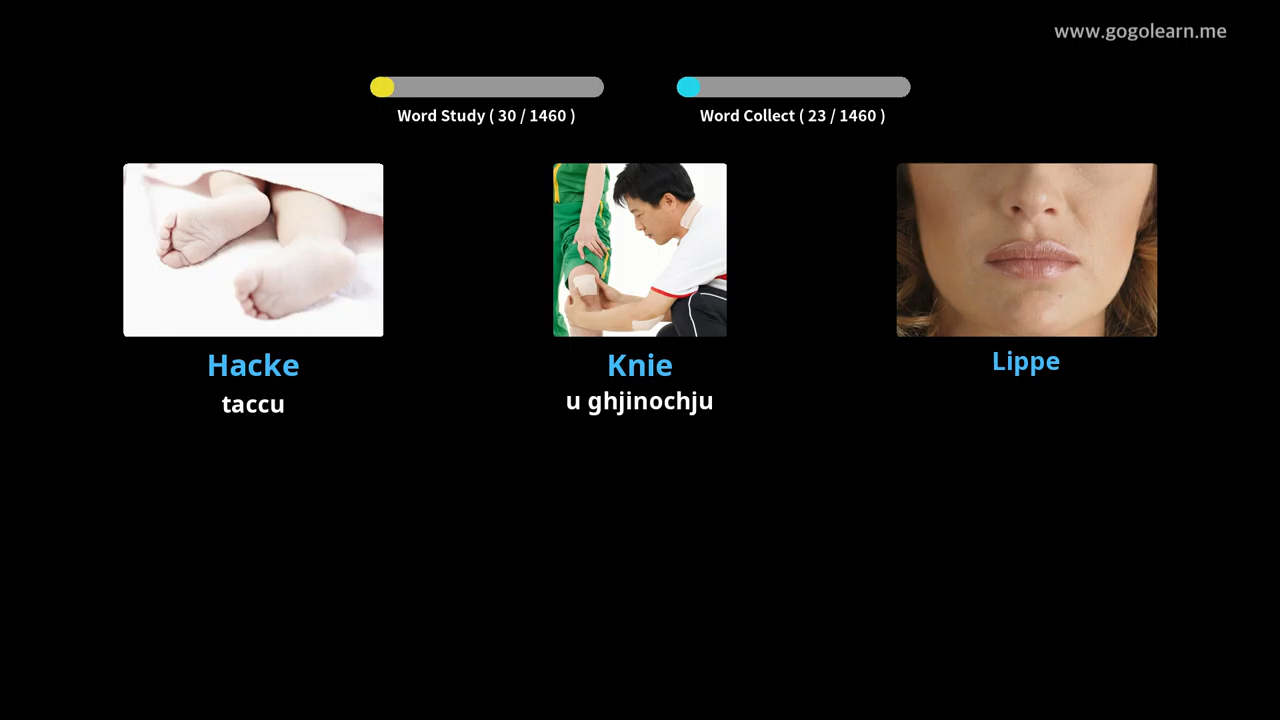 www.gogolearn.me
Word Study ( 30 / 1460 )
Word Collect ( 23 / 1460 )
Hacke
taccu
Knie
u ghjinochju
Lippe